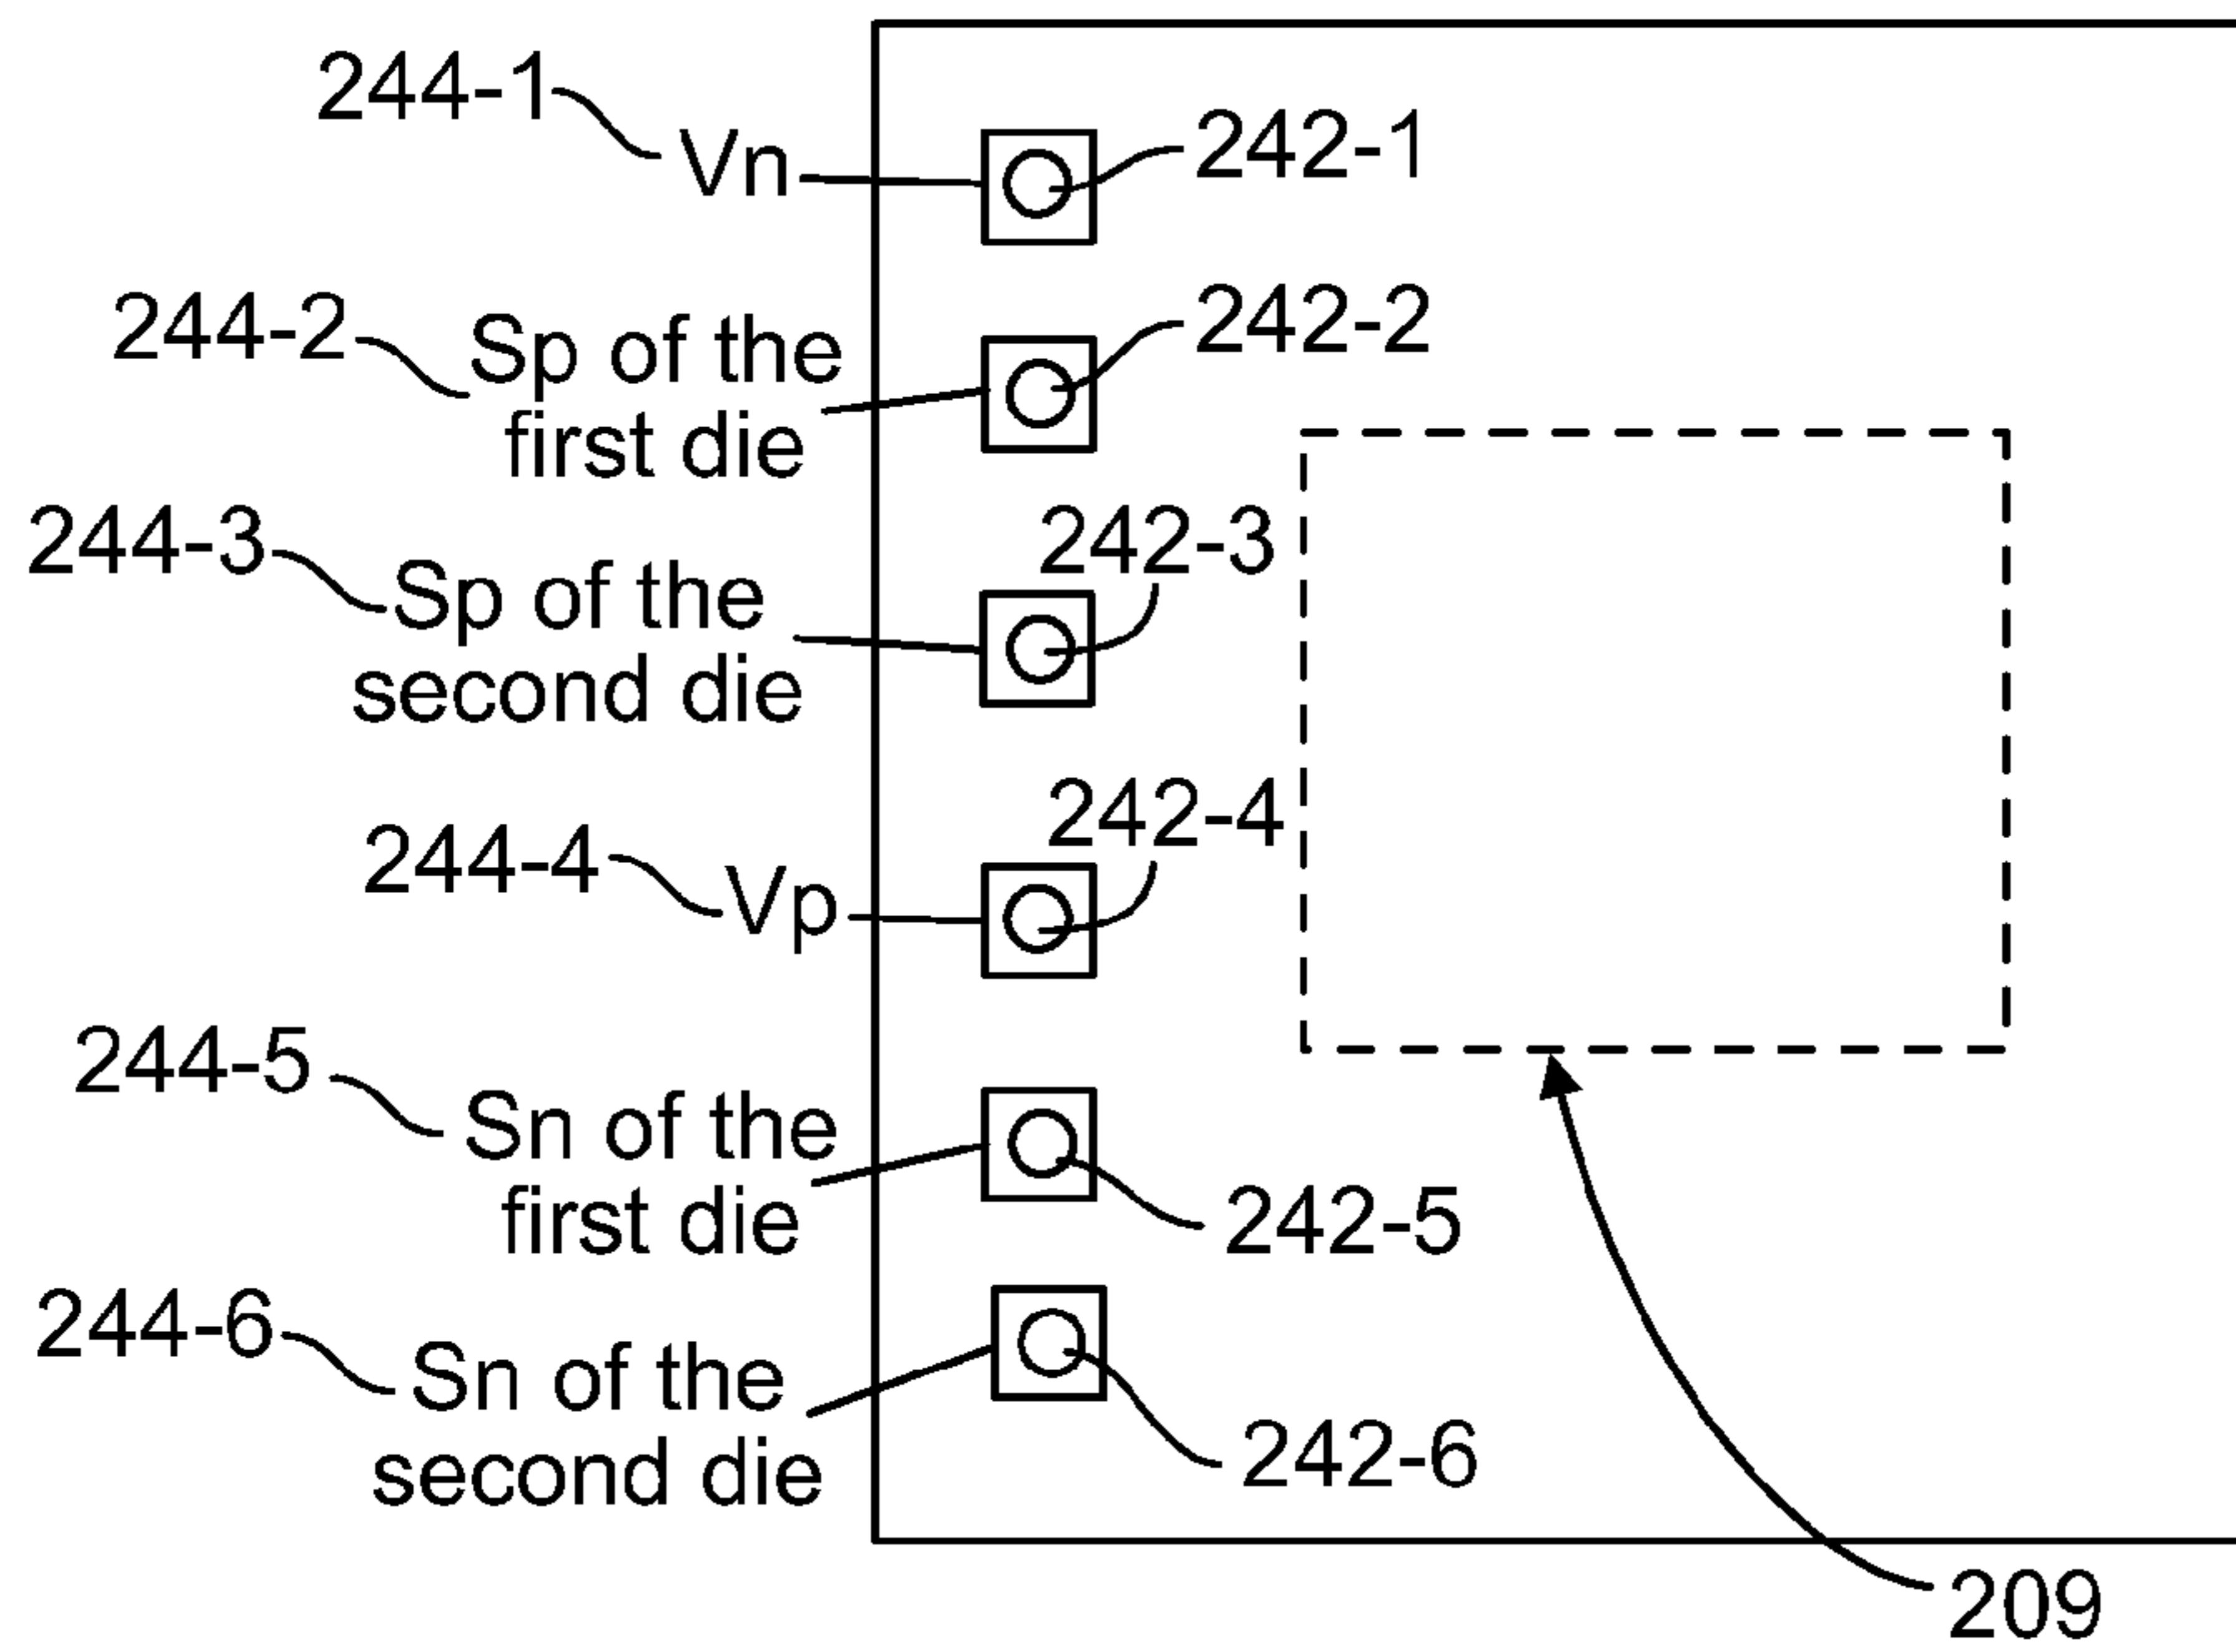 244-1
Vn
242-1
244-2
Sp of the
first die
242-2
244-3
Sp of the
second die
242-3
244-4
Vp
242-4
244-5
Sn of the
first die
242-5
244-6
Sn of the
second die
242-6
209